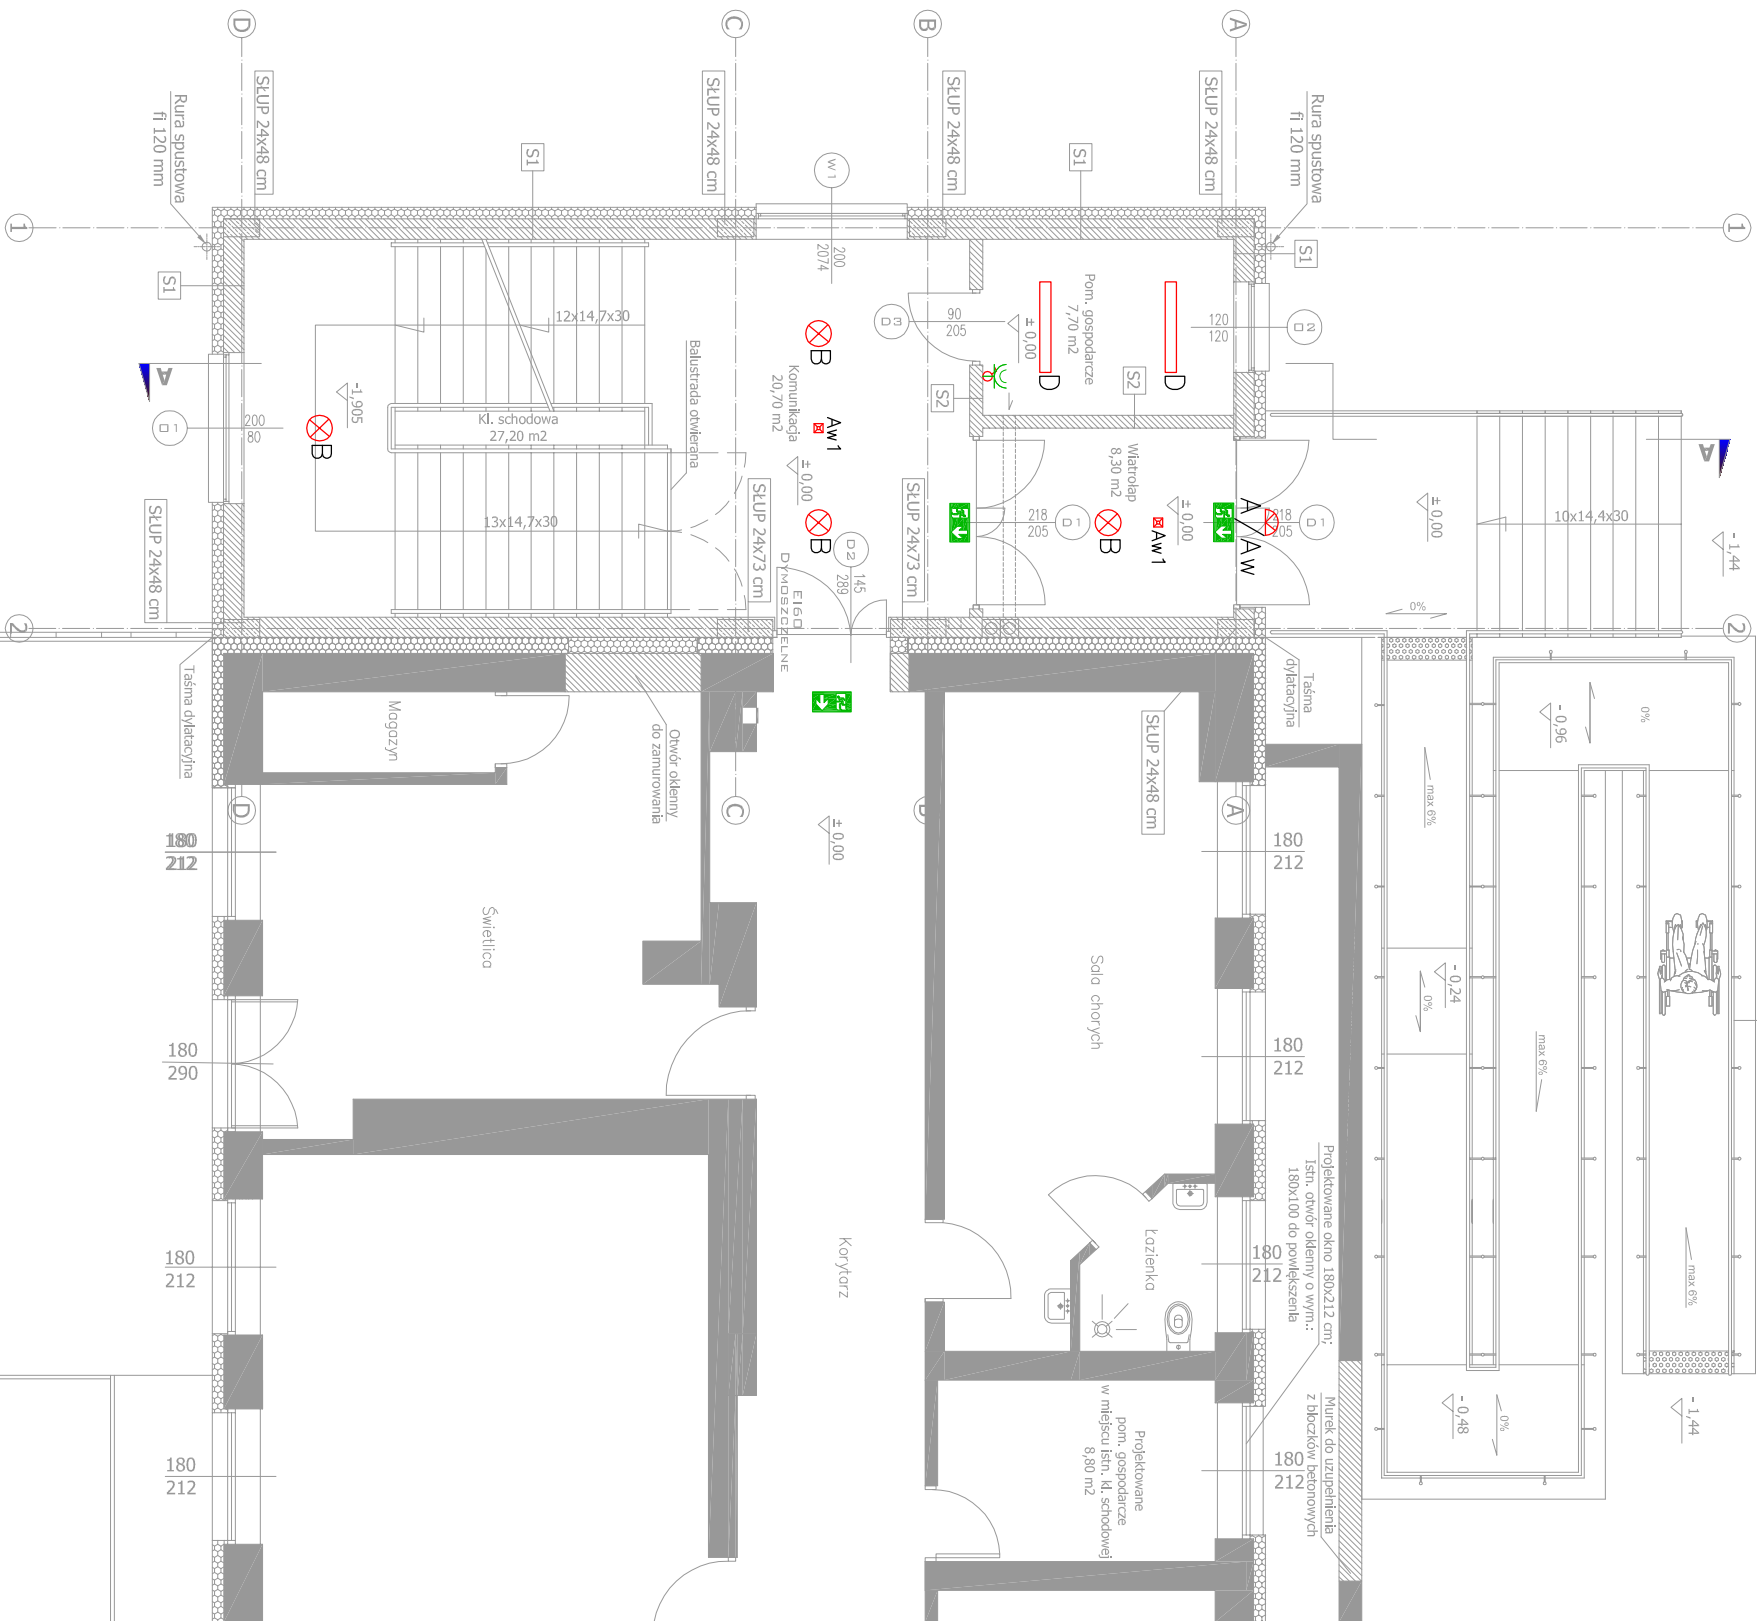 D
C
B
A
SŁUP 24x48 cm
SŁUP 24x48 cm
SŁUP 24x48 cm
SŁUP 24x48 cm
Rura spustowa
fi 120 mm
Rura spustowa
fi 120 mm
S1
S1
W1
1
1
200
2074
S1
S1
12x14,7x30
-1,905
Kl. schodowa
27,20 m2
Balustrada otwierana
13x14,7x30
B
B
B
B
Komunikacja
20,70 m2
Aw1
± 0,00
D3
90
205
± 0,00
Pom. gospodarcze
7,70 m2
D
D
120
120
O2
S2
S2
A
A
O1
200
80
Wiatrołap
8,30 m2
± 0,00
Aw1
218
205
D1
A/Aw
218
205
D1
± 0,00
10x14,4x30
- 1,44
0%
SŁUP 24x48 cm
SŁUP 24x73 cm
SŁUP 24x73 cm
D2
145
289
EI60
DYMOSZCZELNE
2
2
Taśma dylatacyjna
Taśma
dylatacyjna
Magazyn
Otwór okienny
do zamurowania
SŁUP 24x48 cm
- 0,96
0%
max 6%
D
C
A
± 0,00
180
212
180
212
Świetlica
Sala chorych
- 0,24
0%
max 6%
180
290
180
212
Projektowane okno 180x212 cm;
Istn. otwór okienny o wym.:
180x100 do powiększenia
Łazienka
Korytarz
180
212
180
212
max 6%
Projektowane
pom. gospodarcze
w miejscu istn. kl. schodowej
8,80 m2
Murek do uzupełnienia
z bloczków betonowych
- 0,48
0%
- 1,44
180
212
180
212